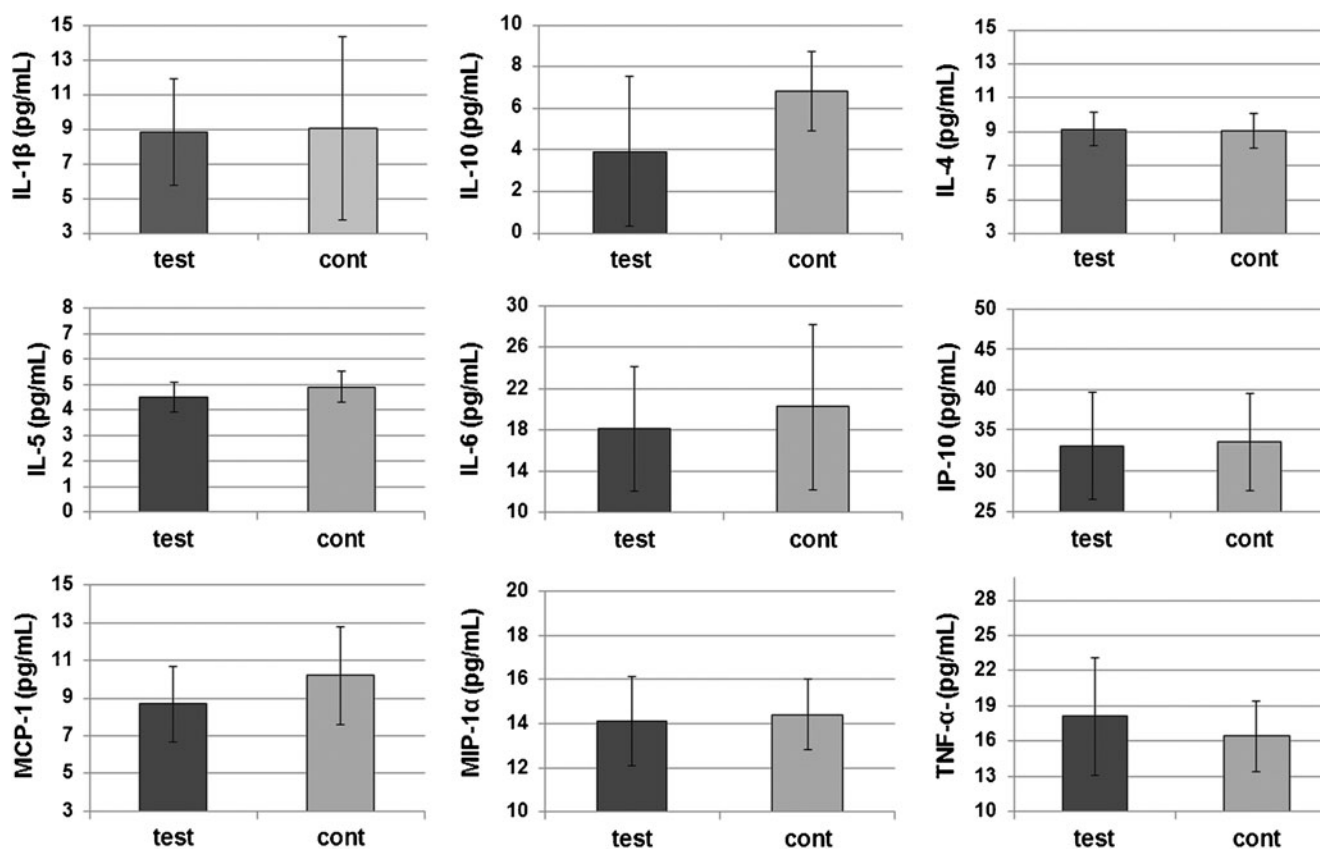 IL-1β (pg/mL)
15
13
11
9
7
5
3
test
cont
IL-10 (pg/mL)
10
8
6
4
2
0
test
cont
IL-4 (pg/mL)
15
13
11
9
7
5
3
test
cont
IL-5 (pg/mL)
8
7
6
5
4
3
2
1
0
test
cont
IL-6 (pg/mL)
30
26
22
18
14
10
test
cont
IP-10 (pg/mL)
50
45
40
35
30
25
test
cont
MCP-1 (pg/mL)
15
13
11
9
7
5
3
test
cont
MIP-1α (pg/mL)
20
18
16
14
12
10
test
cont
TNF-α- (pg/mL)
28
25
22
19
16
13
10
test
cont